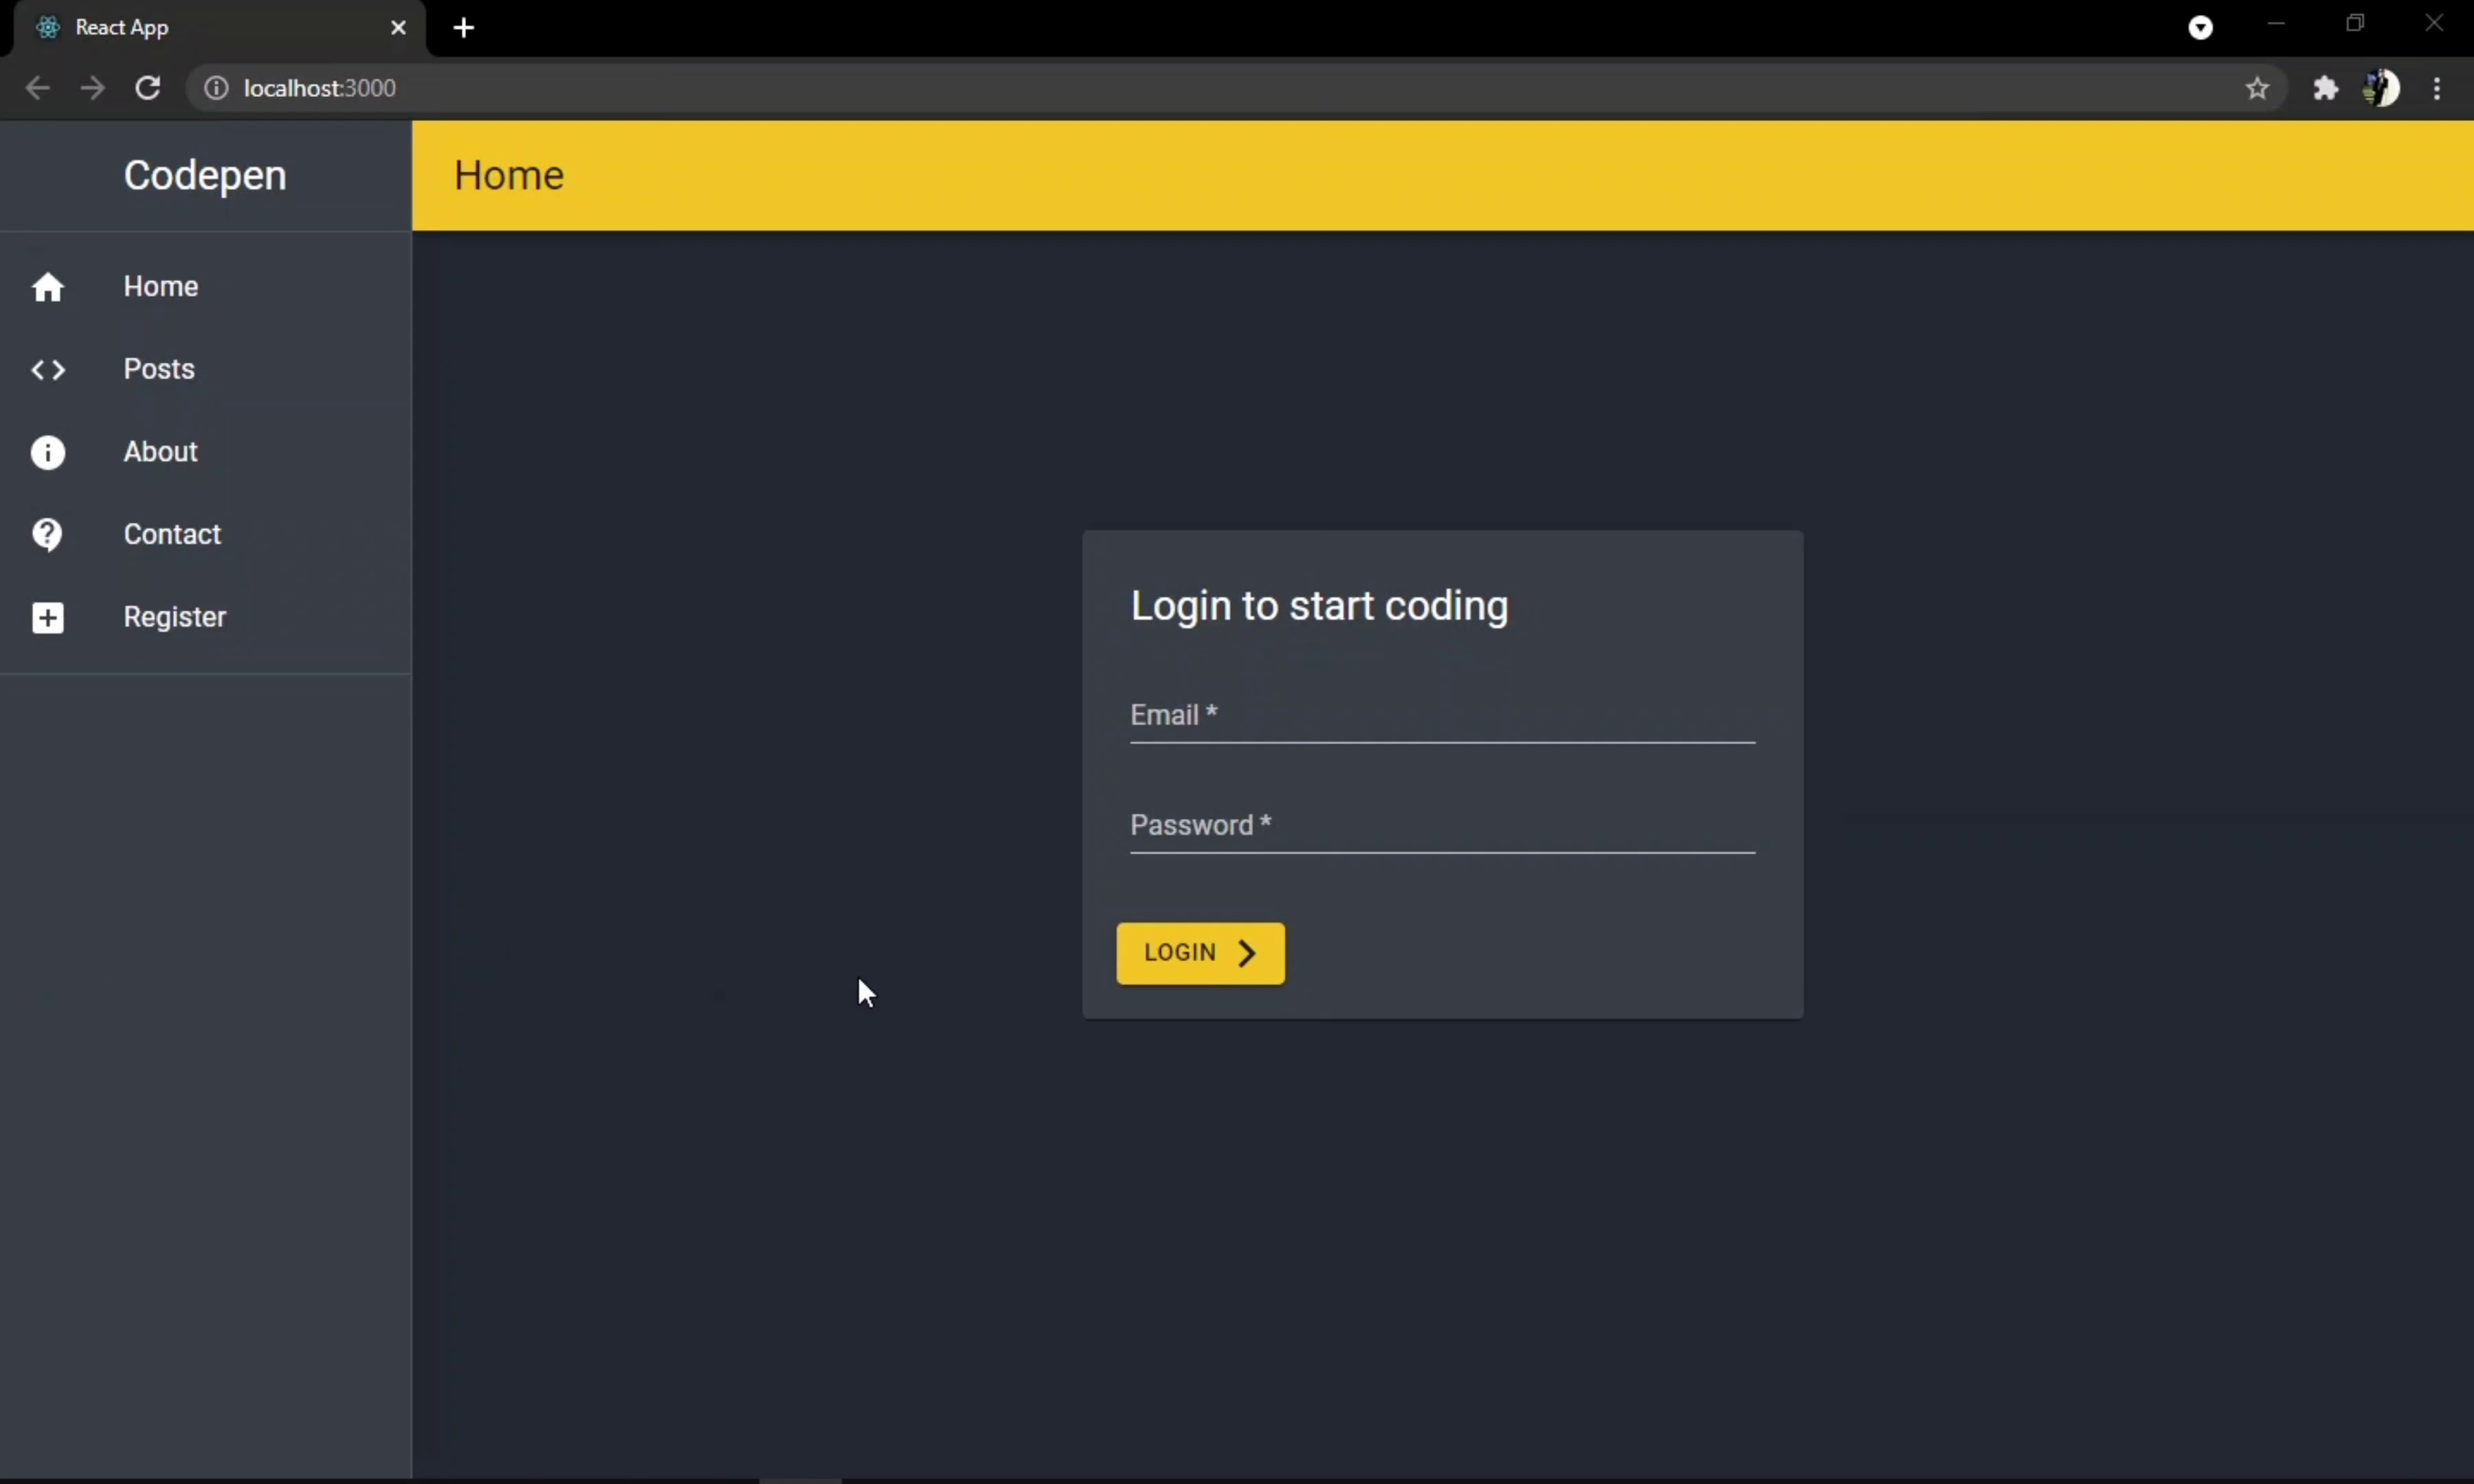 React App
localhost:3000
Codepen
Home
Home
Posts
About
Contact
Register
Login to start coding
Email *
Password *
LOGIN